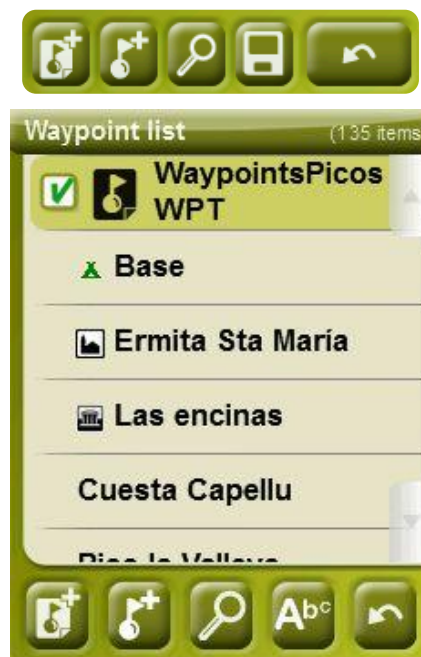 Waypoint list (135 items
WaypointsPicos
WPT
Base
Ermita Sta María
Las encinas
Cuesta Capellu
Abc